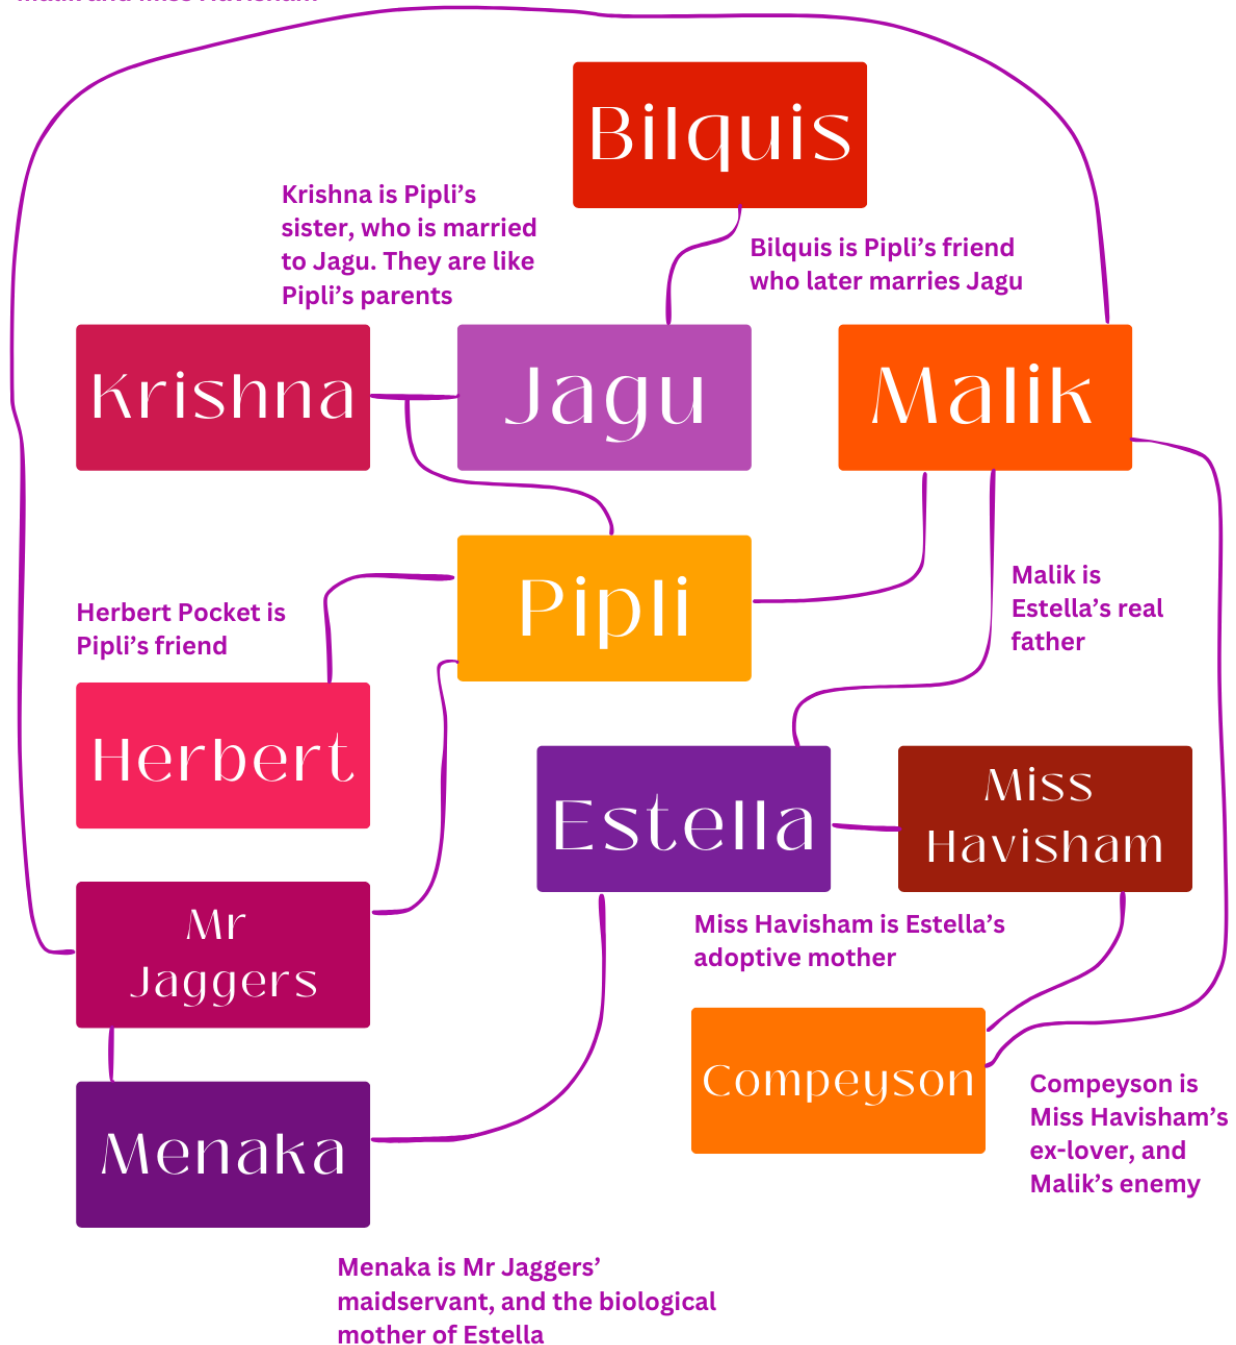 Bilquis
Krishna is Pipli’s
sister, who is married
to Jagu. They are like
Pipli’s parents
Bilquis is Pipli’s friend
who later marries Jagu
Krishna
Jagu
Malik
Pipli
Malik is
Estella’s real
father
Herbert Pocket is
Pipli’s friend
Herbert
Estella
Miss
Havisham
Mr
Jaggers
Miss Havisham is Estella’s
adoptive mother
Compeyson
Compeyson is
Miss Havisham’s
ex-lover, and
Malik’s enemy
Menaka
Menaka is Mr Jaggers’
maidservant, and the biological
mother of Estella